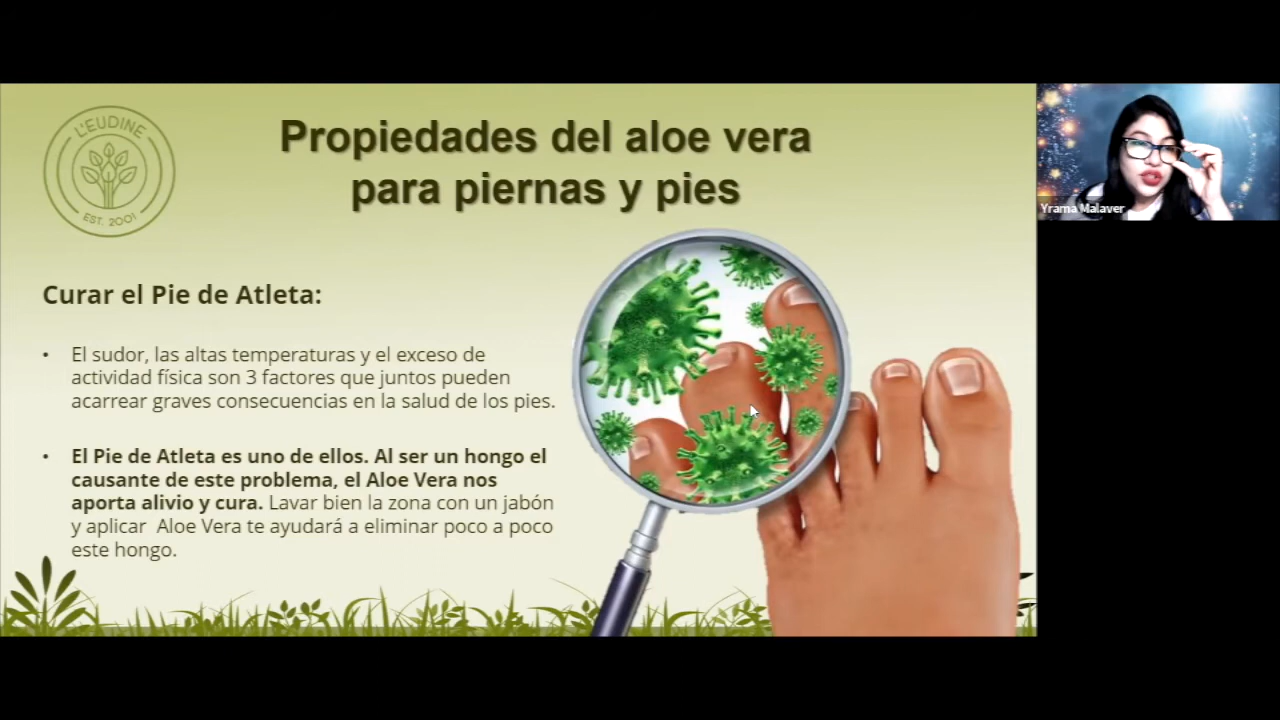 L'EUDINE
EST. 2001
Propiedades del aloe vera
para piernas y pies
Yrama Malaver
Curar el Pie de Atleta:
• El sudor, las altas temperaturas y el exceso de
actividad física son 3 factores que juntos pueden
acarrear graves consecuencias en la salud de los pies.
• El Pie de Atleta es uno de ellos. Al ser un hongo el
causante de este problema, el Aloe Vera nos
aporta alivio y cura. Lavar bien la zona con un jabón
y aplicar Aloe Vera te ayudará a eliminar poco a poco
este hongo.